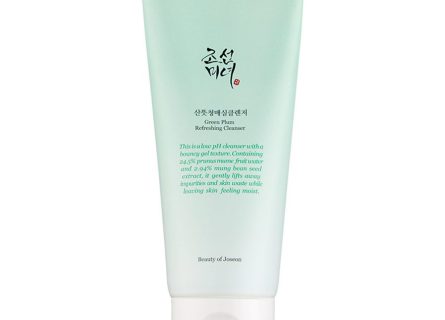 조선
미녀
산뜻청매실클렌저
Green Plum
Refreshing Cleanser
This is a low pH cleanser with a
bouncy gel texture. Containing
24.5% prunus mume fruit water
and 2.94% mung bean seed
extract, it gently lifts away
impurities and skin waste while
leaving skin feeling moist.
Beauty of Joseon